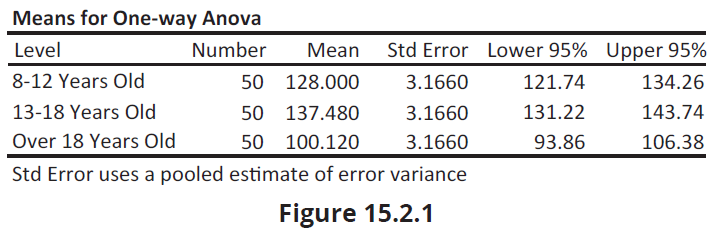 Means for One-way Anova
Level Number Mean Std Error Lower 95% Upper 95%
8-12 Years Old 50 128.000 3.1660 121.74 134.26
13-18 Years Old 50 137.480 3.1660 131.22 143.74
Over 18 Years Old 50 100.120 3.1660 93.86 106.38
Std Error uses a pooled estimate of error variance
Figure 15.2.1